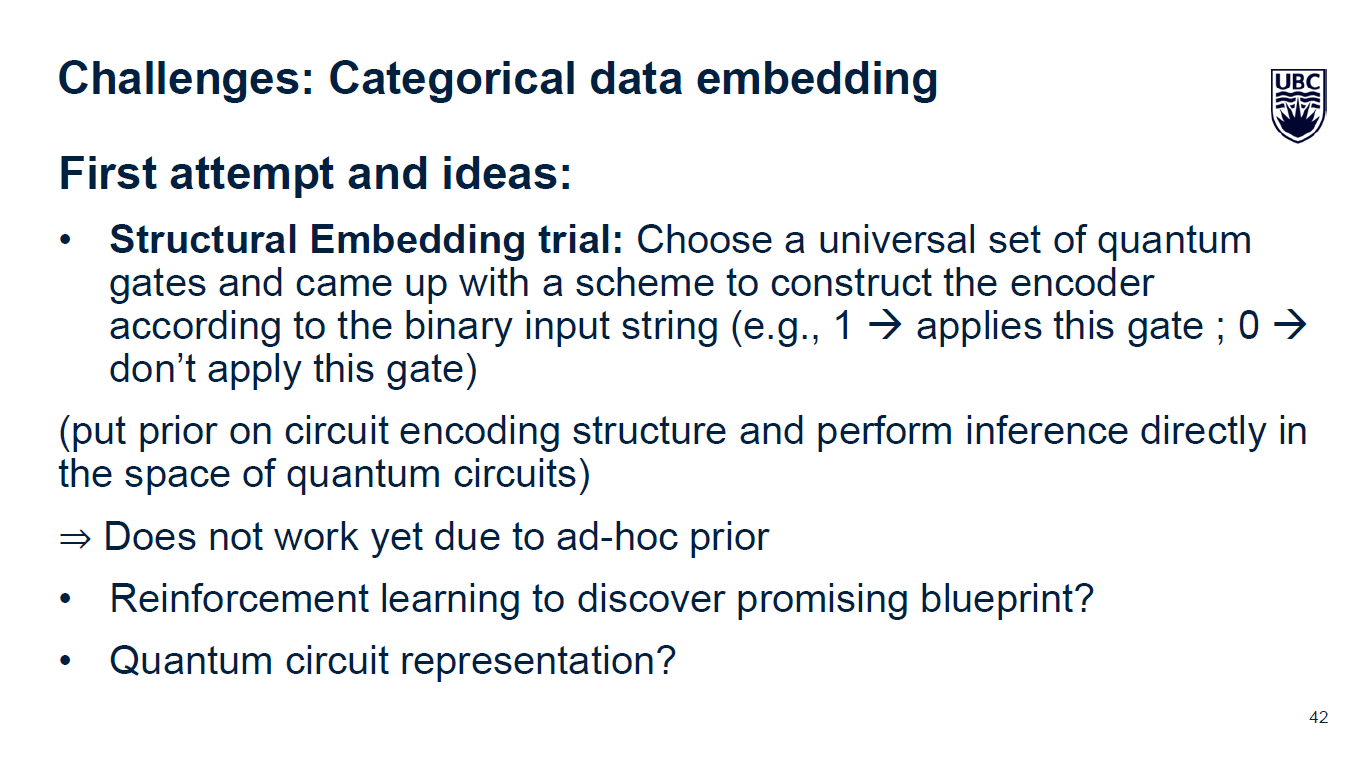 Challenges: Categorical data embedding
UBC
First attempt and ideas:
• Structural Embedding trial: Choose a universal set of quantum
gates and came up with a scheme to construct the encoder
according to the binary input string (e.g., 1 → applies this gate ; 0 →
don’t apply this gate)
(put prior on circuit encoding structure and perform inference directly in
the space of quantum circuits)
⇒ Does not work yet due to ad-hoc prior
• Reinforcement learning to discover promising blueprint?
• Quantum circuit representation?
42